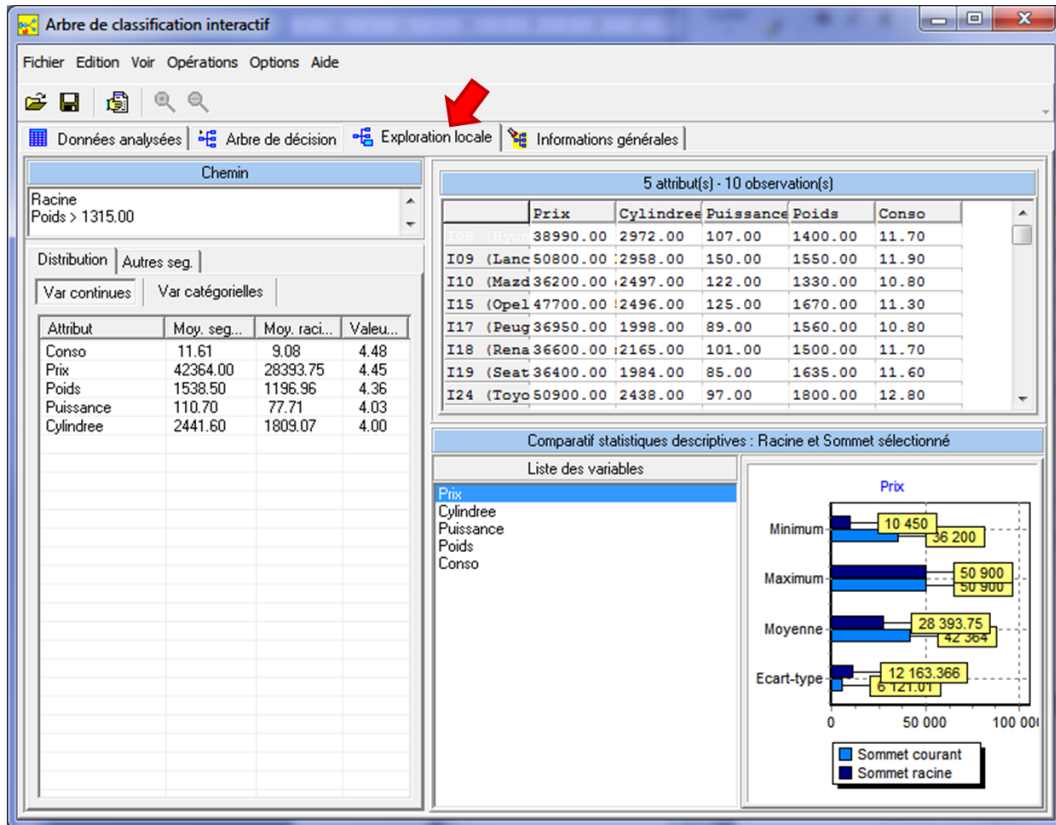 Arbre de classification interactif
Fichier Edition Voir Opérations Options Aide
Données analysées Arbre de décision Exploration locale Informations générales
Chemin
Racine
Poids > 1315.00
Distribution Autres seg.
Var continues Var catégorielles
Attribut Moy. seg... Moy. raci... Valeu...
Conso 11.61 9.08 4.48
Prix 42364.00 28393.75 4.45
Poids 1538.50 1196.96 4.36
Puissance 110.70 77.71 4.03
Cylindree 2441.60 1809.07 4.00
5 attribut(s) - 10 observation(s)
Prix Cylindree Puissance Poids Conso
I08 (Hyun 38990.00 2972.00 107.00 1400.00 11.70
I09 (Lanc 50800.00 2958.00 150.00 1550.00 11.90
I10 (Mazd 36200.00 2497.00 122.00 1330.00 10.80
I15 (Opel 47700.00 2496.00 125.00 1670.00 11.30
I17 (Peug 36950.00 1998.00 89.00 1560.00 10.80
I18 (Rena 36600.00 2165.00 101.00 1500.00 11.70
I19 (Seat 36400.00 1984.00 85.00 1635.00 11.60
I24 (Toyo 50900.00 2438.00 97.00 1800.00 12.80
Comparatif statistiques descriptives : Racine et Sommet sélectionné
Liste des variables
Prix
Cylindree
Puissance
Poids
Conso
Prix
Minimum 10 450
36 200
Maximum 50 900
50 900
Moyenne 28 393.75
42 364
Ecart-type 12 163.366
6 121.01
0 50 000 100 00
Sommet courant
Sommet racine